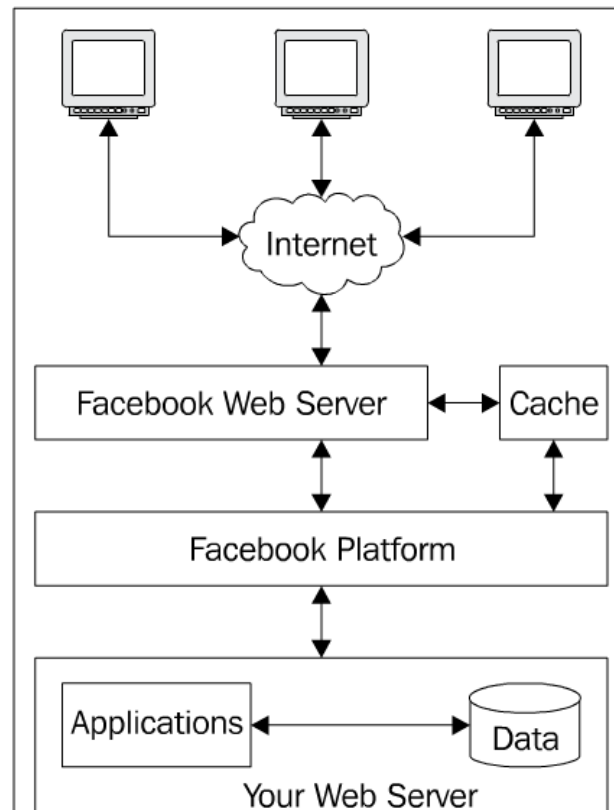 Internet
Facebook Web Server
Cache
Facebook Platform
Applications
Data
Your Web Server